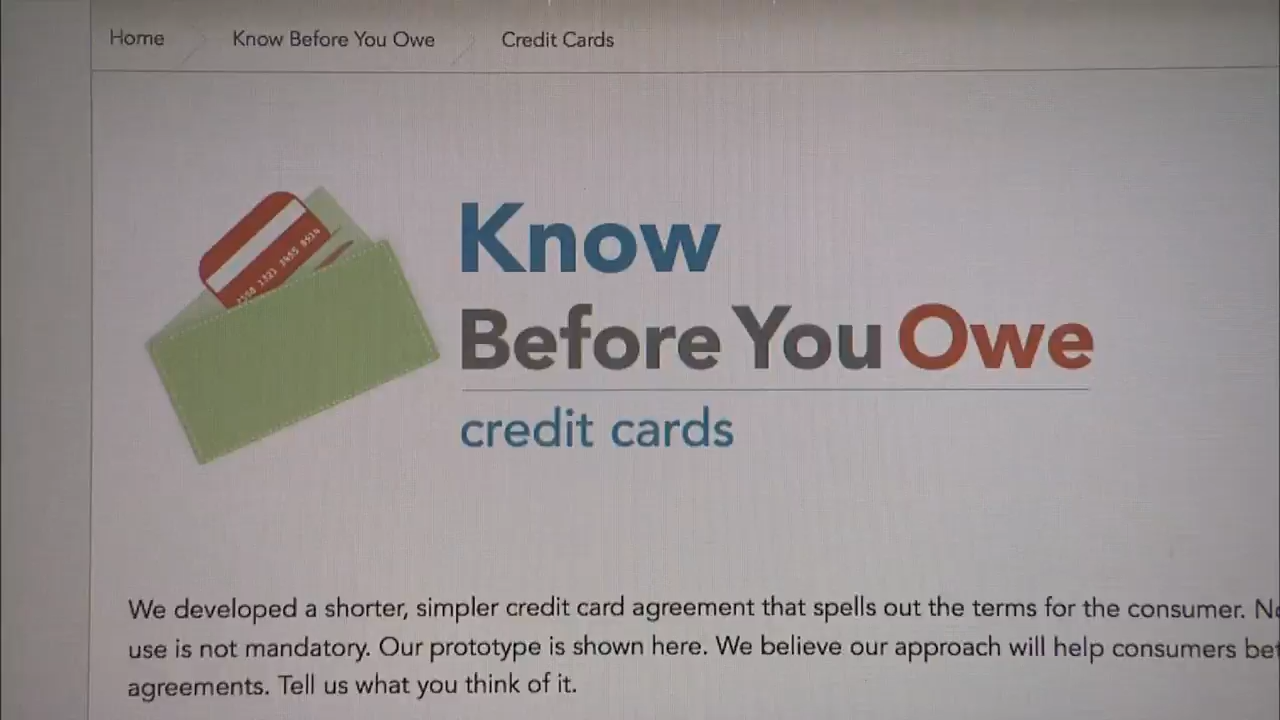 Home
Know Before You Owe
Credit Cards
Know
Before You Owe
credit cards
We developed a shorter, simpler credit card agreement that spells out the terms for the consumer.
use is not mandatory. Our prototype is shown here. We believe our approach will help consumers
agreements. Tell us what you think of it.